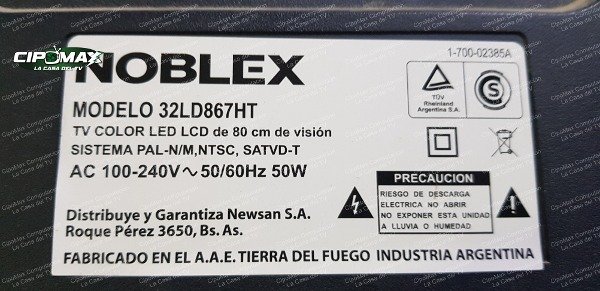 CIPOMAX
LA CASA DEL TV
NOBLEX
1-700-02385A
MODELO 32LD867HT
TV COLOR LED LCD de 80 cm de visión
SISTEMA PAL-N/M,NTSC, SATVD-T
AC 100-240V～50/60Hz 50W
TÜV
Rheinland
Argentina S.A.
S
PRECAUCION
RIESGO DE DESCARGA
ELECTRICA NO ABRIR
NO EXPONER ESTA UNIDAD
A LLUVIA O HUMEDAD
Distribuye y Garantiza Newsan S.A.
Roque Pérez 3650, Bs. As.
FABRICADO EN EL A.A.E. TIERRA DEL FUEGO INDUSTRIA ARGENTINA